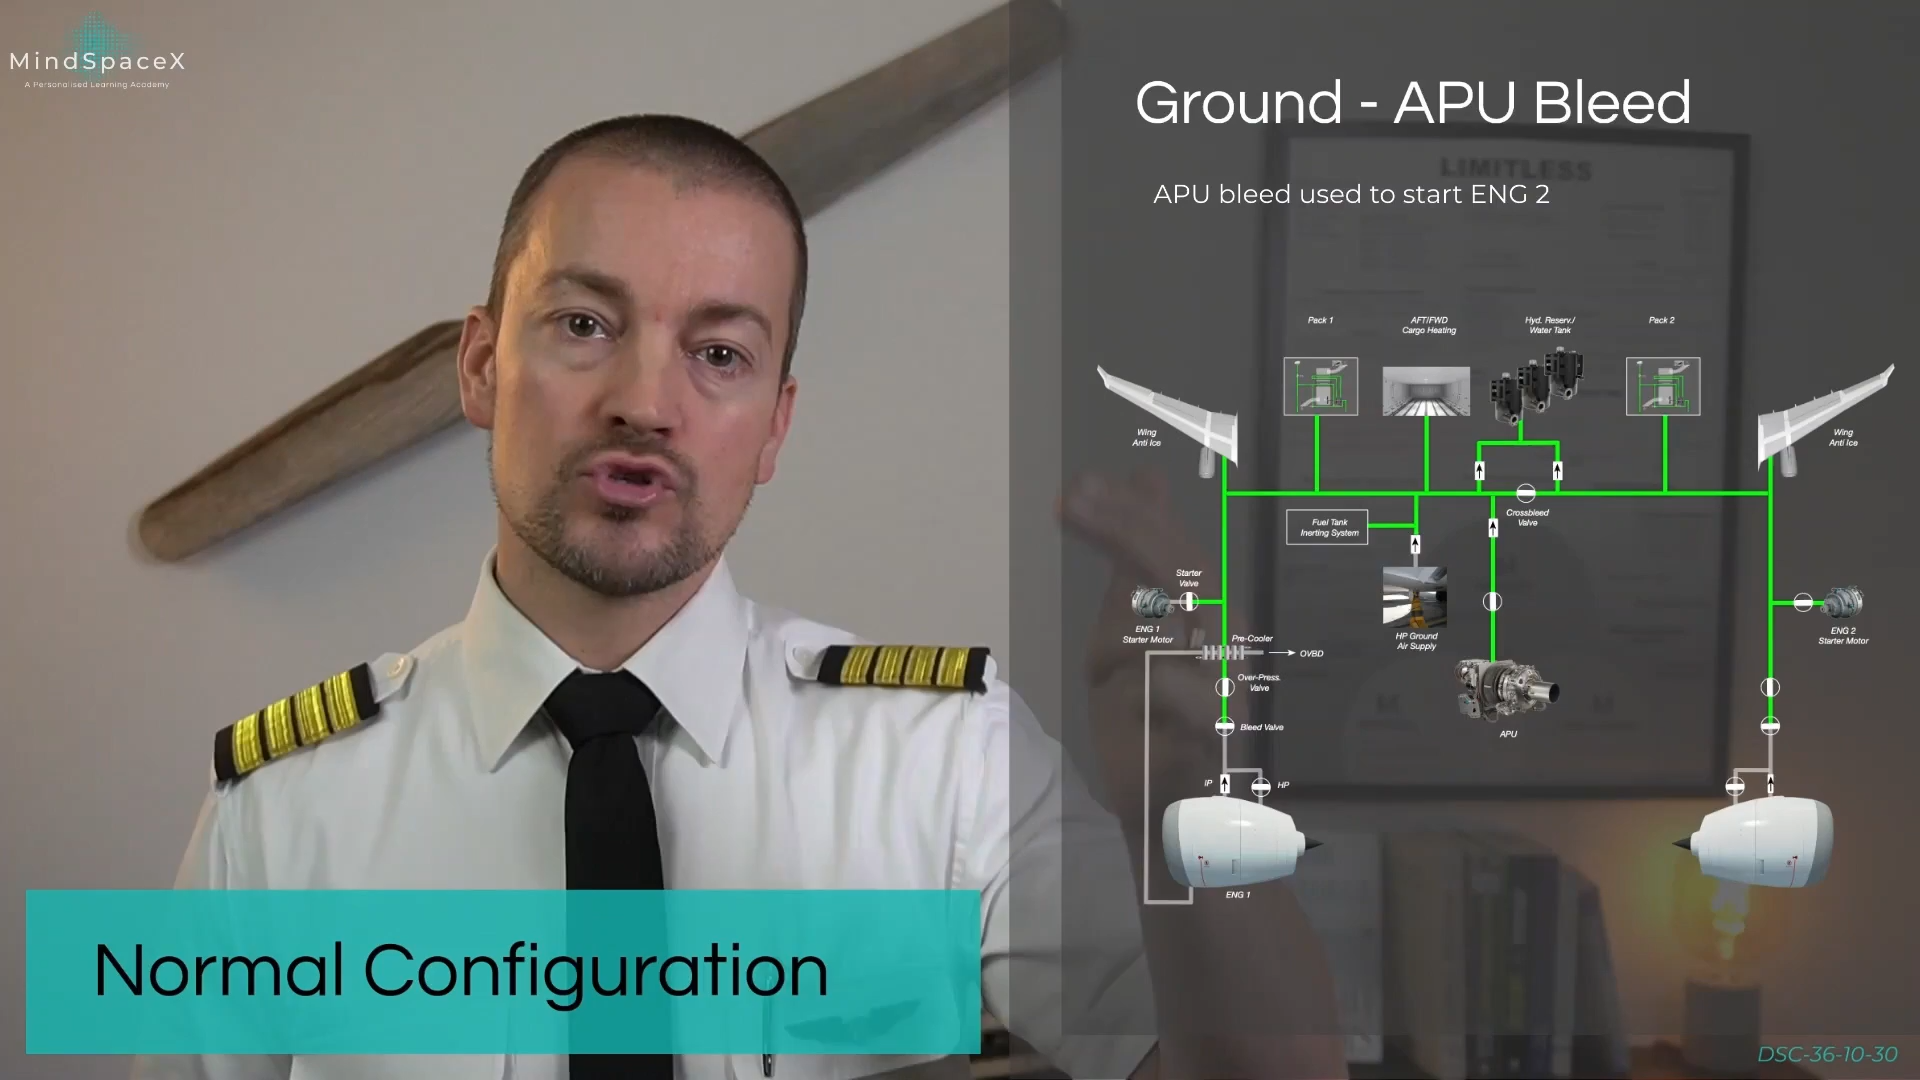 MindSpaceX
A Personalised Learning Academy
Ground - APU Bleed
LIMITLESS
APU bleed used to start ENG 2
Pack 1
AFT/FWD
Cargo Heating
Hyd. Reserv./
Water Tank
Pack 2
Wing
Anti Ice
Wing
Anti Ice
Crossbleed
Valve
Fuel Tank
Inerting System
Starter
Valve
ENG 1
Starter Motor
HP Ground
Air Supply
ENG 2
Starter Motor
Pre-Cooler
OVBD
Over-Press.
Valve
Bleed Valve
APU
IP
HP
ENG 1
Normal Configuration
DSC-36-10-30